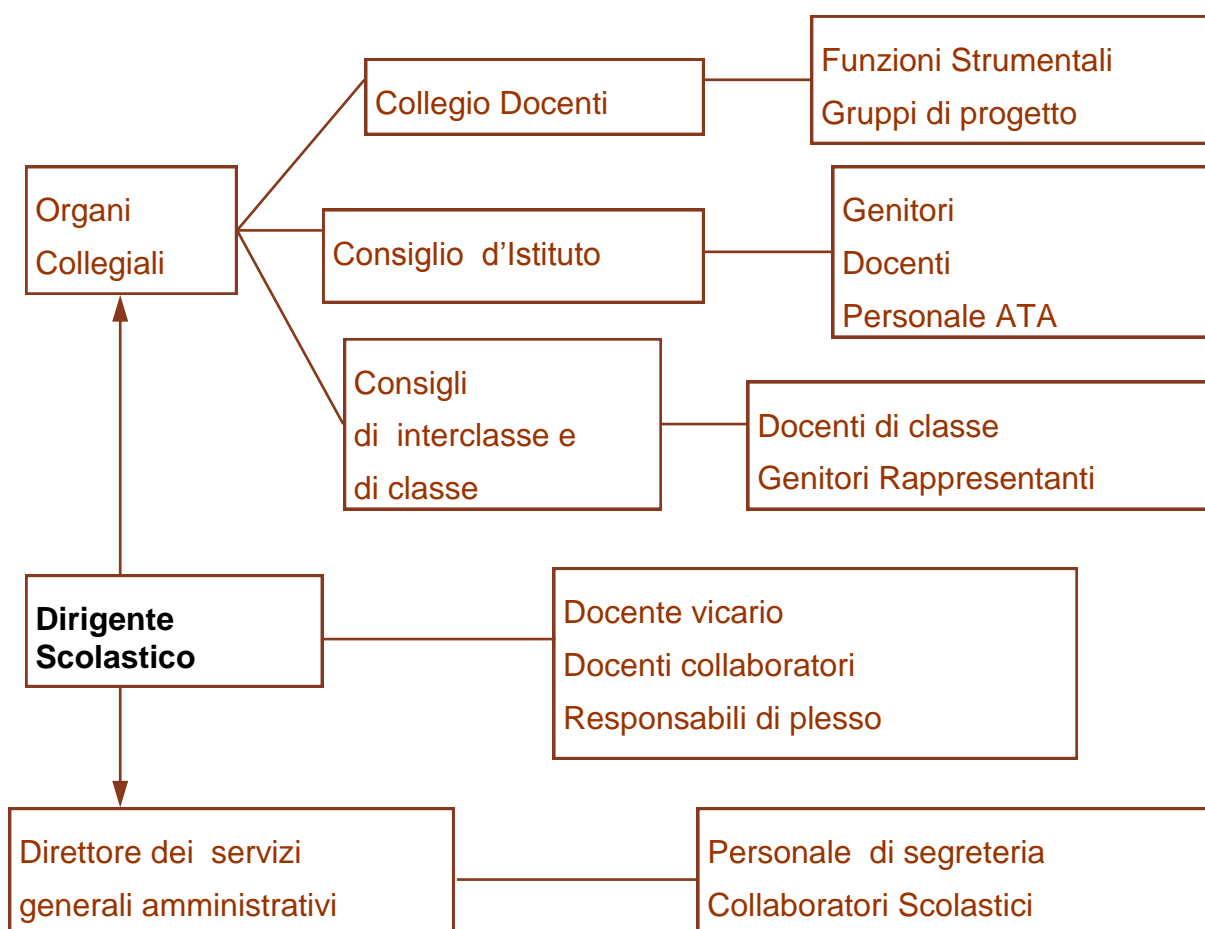 Funzioni Strumentali
Gruppi di progetto
Collegio Docenti
Organi
Collegiali
Consiglio d’Istituto
Genitori
Docenti
Personale ATA
Consigli
di interclasse e
di classe
Docenti di classe
Genitori Rappresentanti
Dirigente
Scolastico
Docente vicario
Docenti collaboratori
Responsabili di plesso
Direttore dei servizi
generali amministrativi
Personale di segreteria
Collaboratori Scolastici